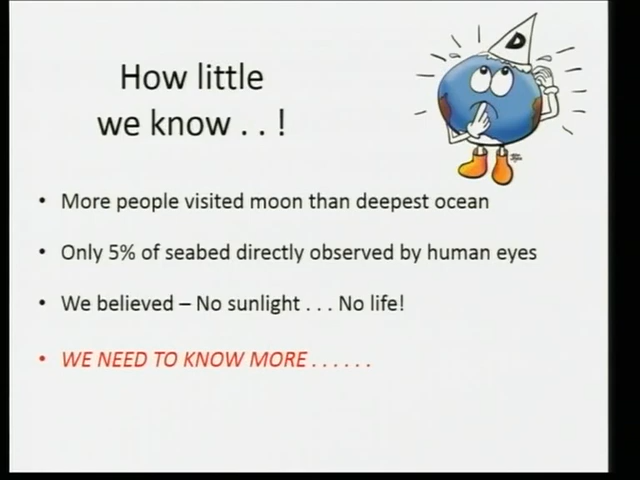 How little
we know . . !
D
• More people visited moon than deepest ocean
• Only 5% of seabed directly observed by human eyes
• We believed – No sunlight . . . No life!
• WE NEED TO KNOW MORE . . . . . .